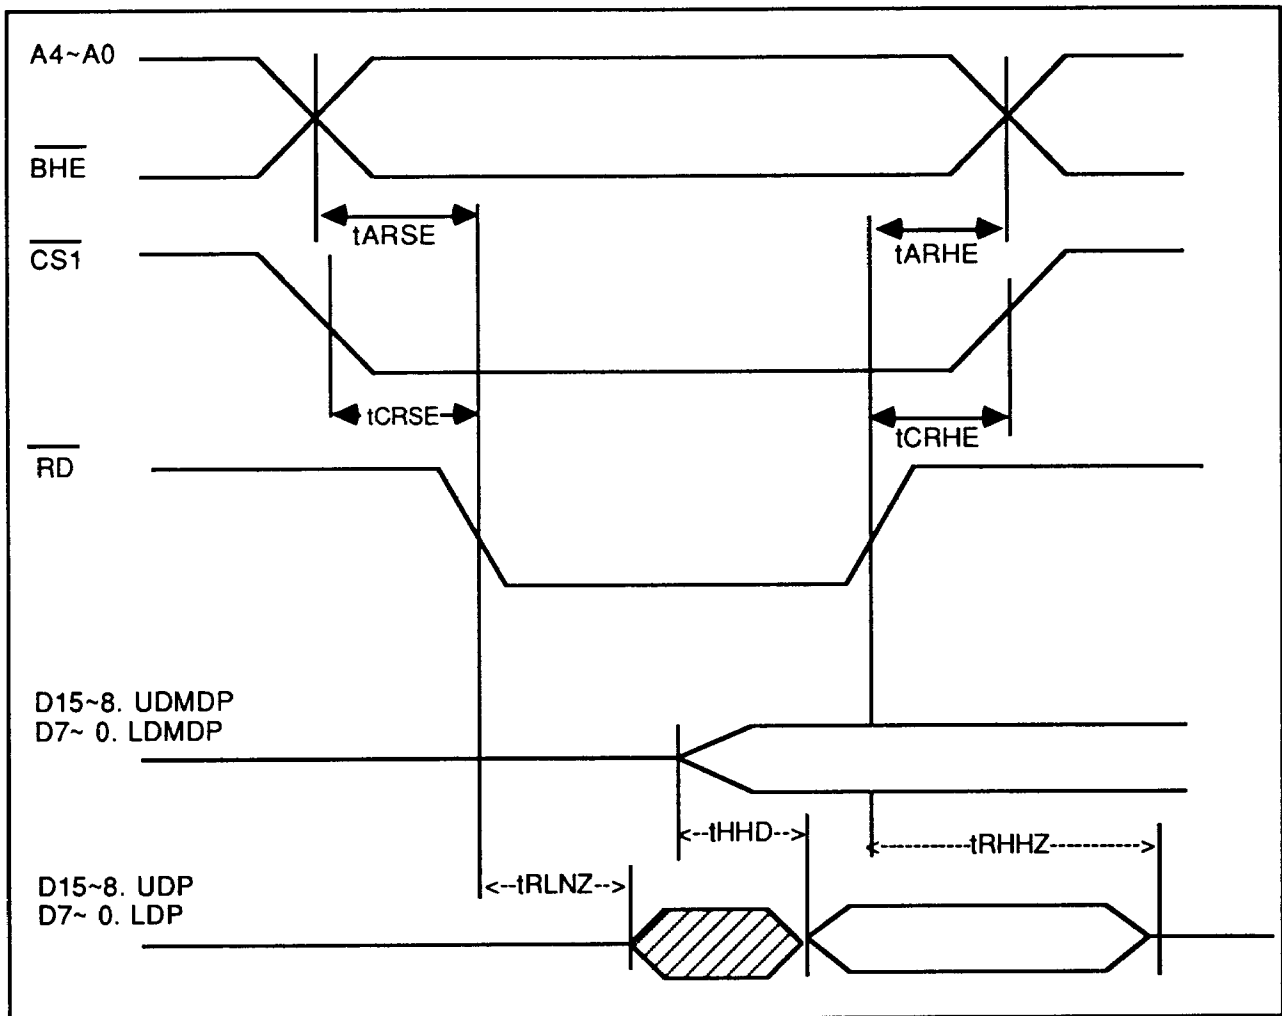 A4~A0
BHE
tARSE
tARHE
CS1
tCRSE
tCRHE
RD
D15~8. UDMDP
D7~ 0. LDMDP
<--tHHD-->
<------------tRHHZ------------>
<--tRLNZ-->
D15~8. UDP
D7~ 0. LDP